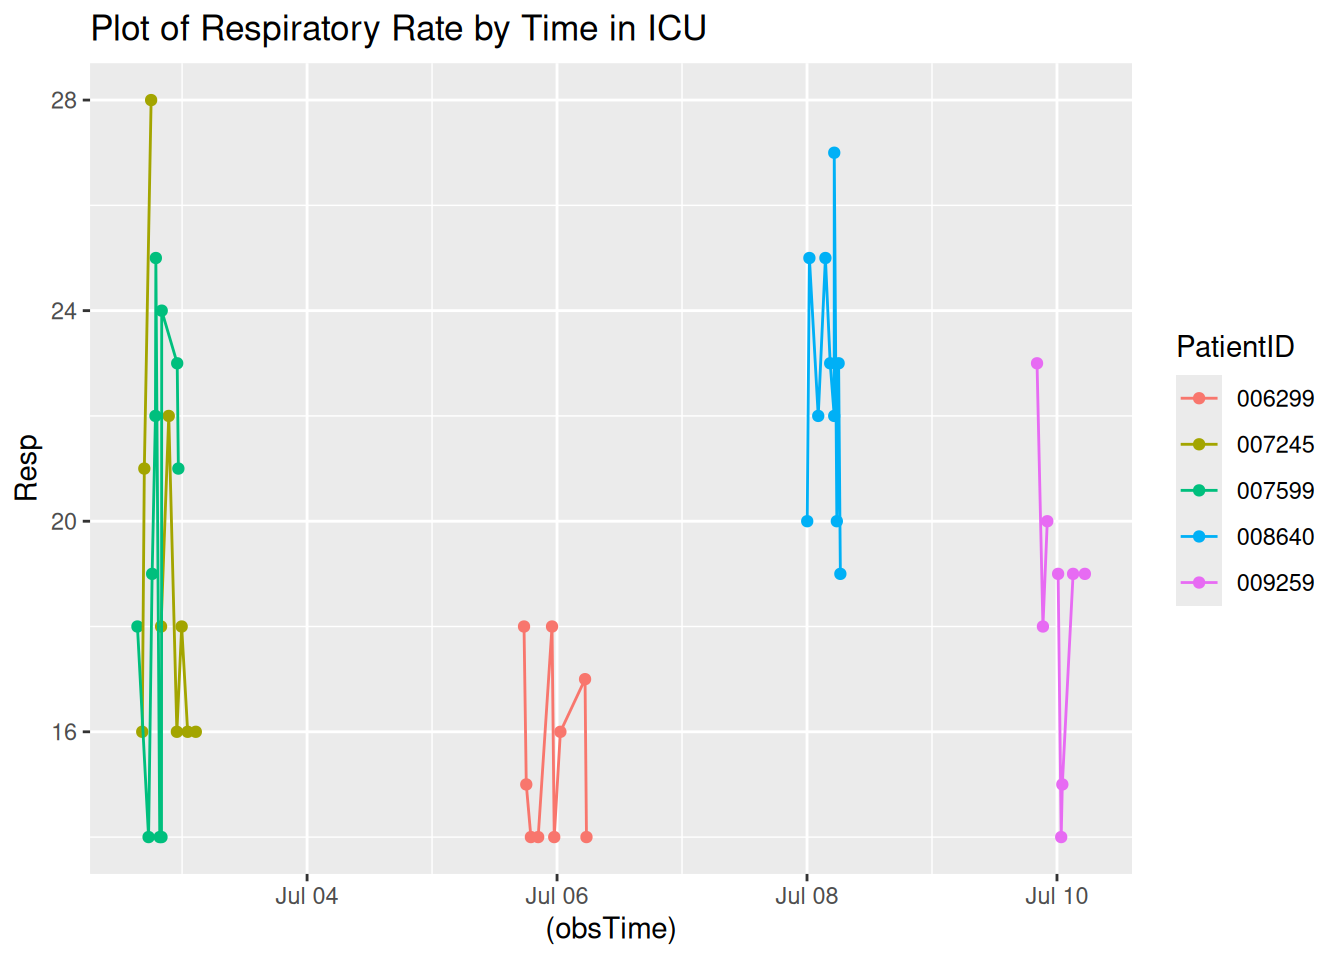 Plot of Respiratory Rate by Time in ICU
28
24
20
16
Resp
Jul 04
Jul 06
Jul 08
Jul 10
(obsTime)
PatientID
006299
007245
007599
008640
009259